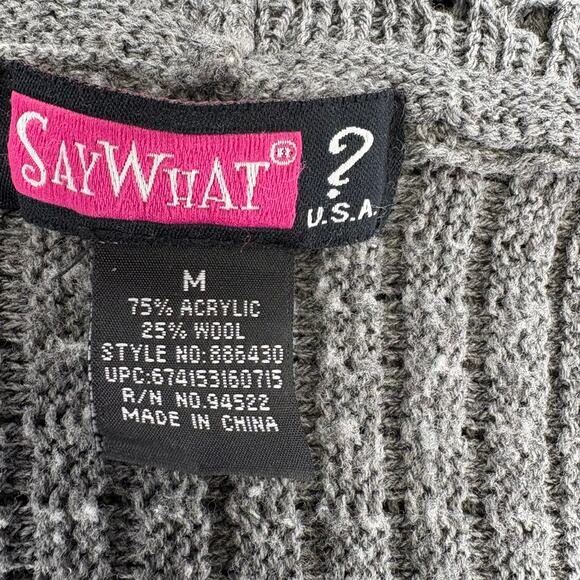 SAYWHAT® ?
U.S.A.
M
75% ACRYLIC
25% WOOL
STYLE NO:886430
UPC:674153160715
R/N NO.94522
MADE IN CHINA